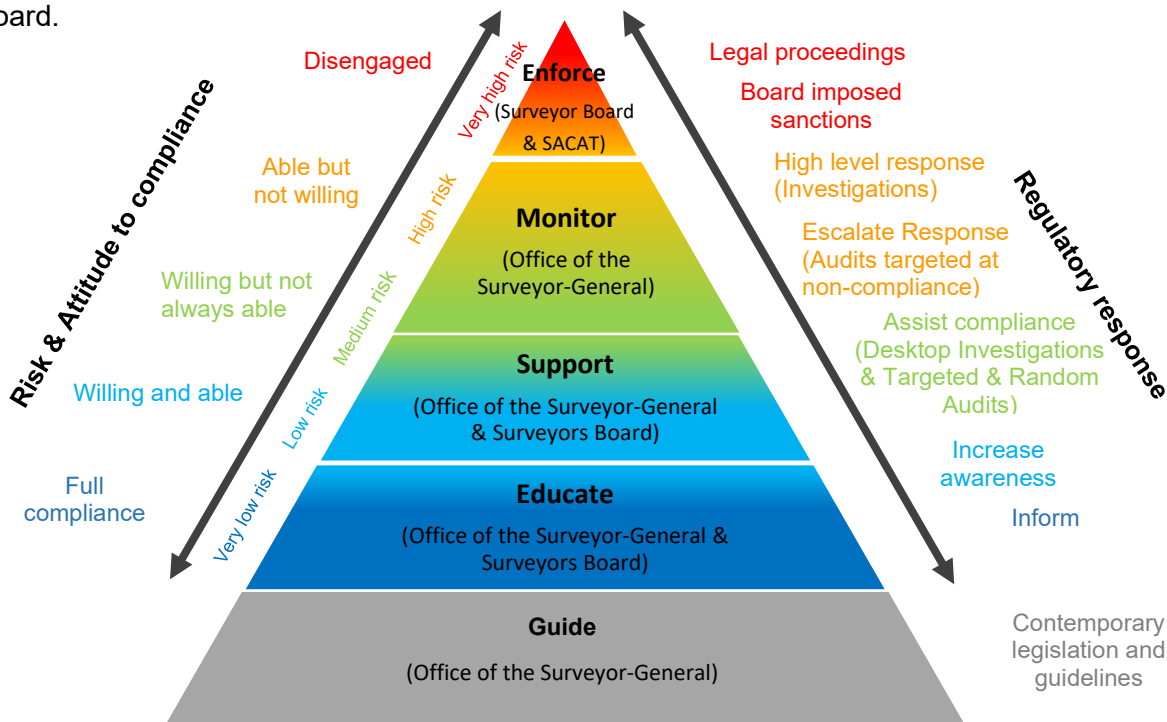 oard.
Risk & Attitude to compliance
Disengaged
Able but
not willing
Willing but not
always able
Willing and able
Full
compliance
Very high risk
High risk
Medium risk
Low risk
Very low risk
Enforce
(Surveyor Board
& SACAT)
Monitor
(Office of the
Surveyor-General)
Support
(Office of the Surveyor-General
& Surveyors Board)
Educate
(Office of the Surveyor-General &
Surveyors Board)
Guide
(Office of the Surveyor-General)
Legal proceedings
Board imposed
sanctions
High level response
(Investigations)
Escalate Response
(Audits targeted at
non-compliance)
Assist compliance
(Desktop Investigations
& Targeted & Random
Audits)
Increase
awareness
Inform
Contemporary
legislation and
guidelines
Regulatory response